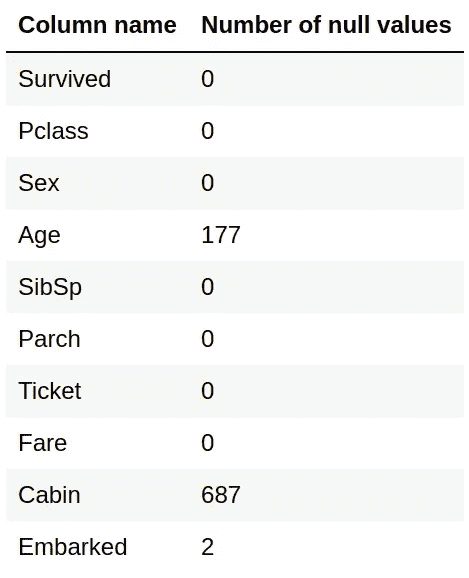 Column name Number of null values
Survived 0
Pclass 0
Sex 0
Age 177
SibSp 0
Parch 0
Ticket 0
Fare 0
Cabin 687
Embarked 2